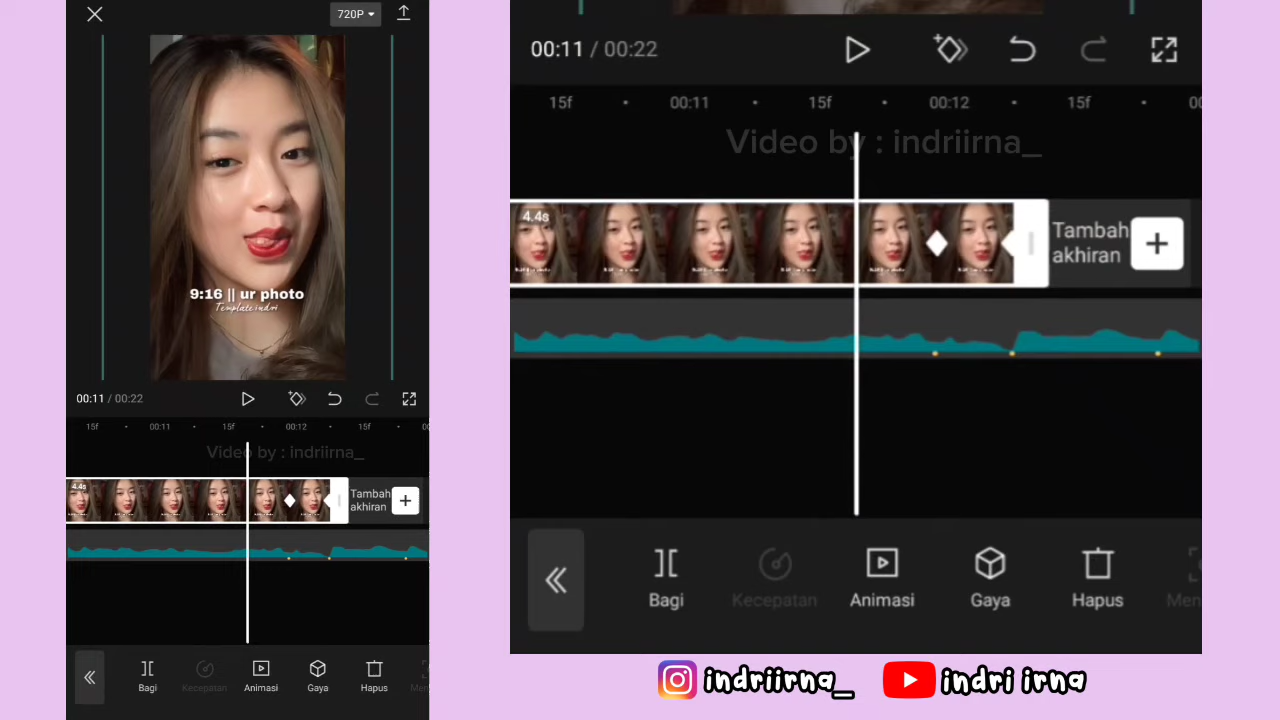 720P
9:16 || ur photo
Template indri
00:11 / 00:22
15f 00:11 15f 00:12 15f
Video by : indriirna_
4.4s
Tambah
akhiran
Bagi Kecepatan Animasi Gaya Hapus
00:11 / 00:22
15f 00:11 15f 00:12 15f
Video by : indriirna_
4.4s
Tambah
akhiran
Bagi Kecepatan Animasi Gaya Hapus
indriirna_ indri irna